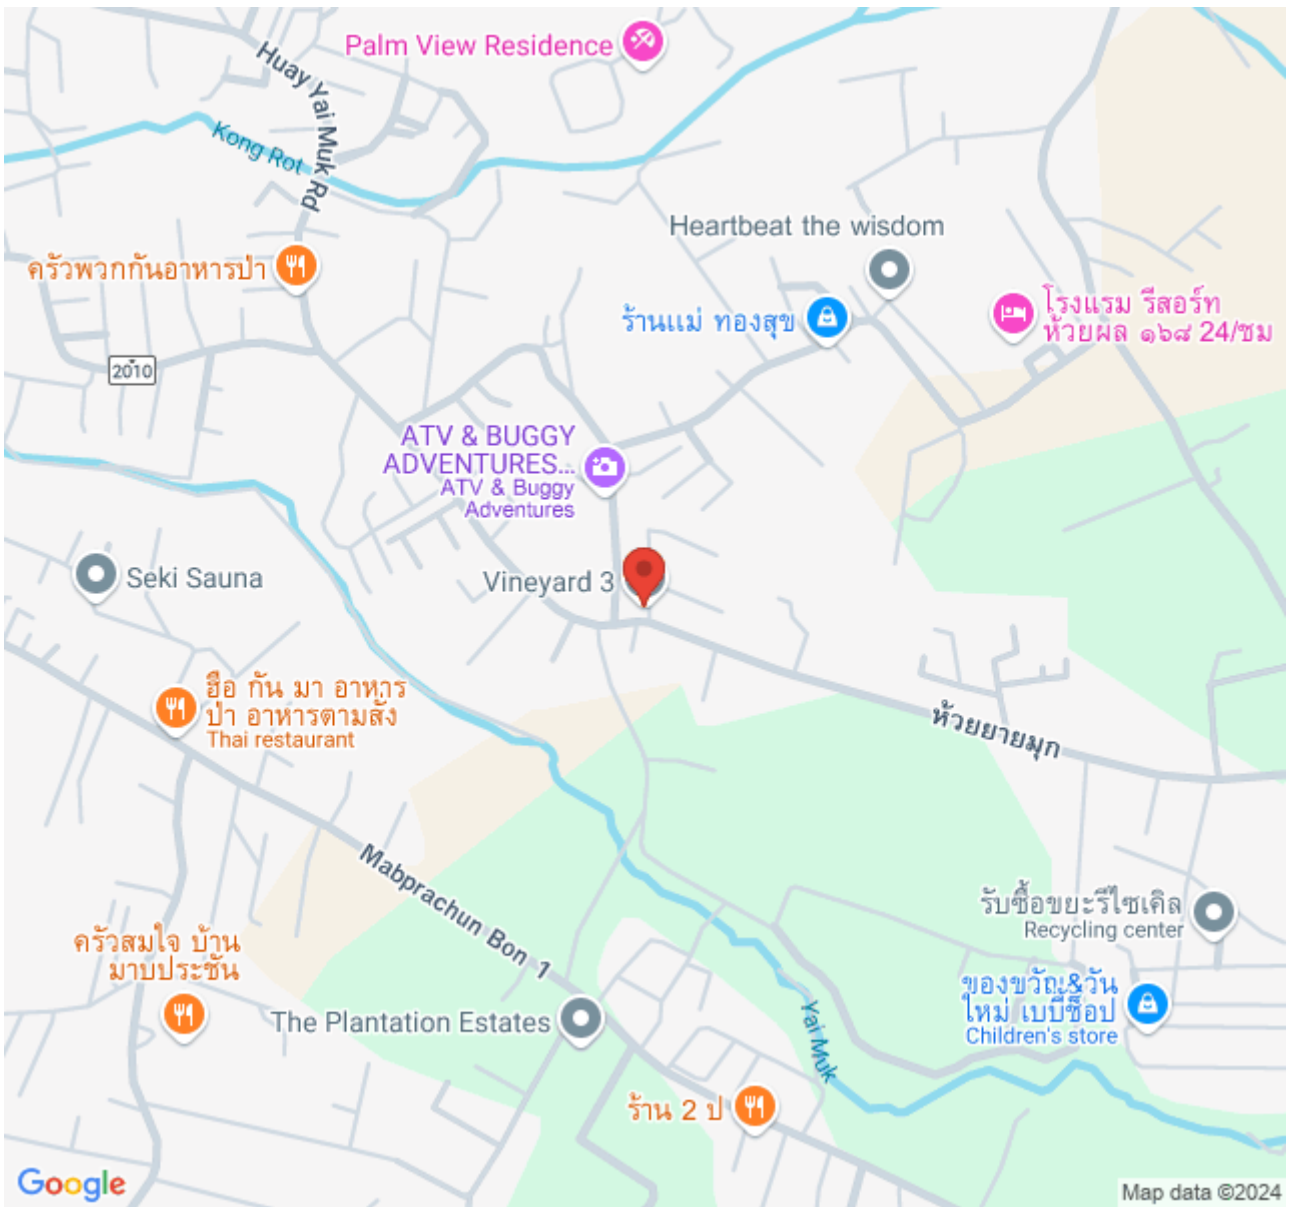 Palm View Residence
Huay Yai Muk Rd
Kong Rot
Heartbeat the wisdom
ครัวพวกกันอาหารป่า
ร้านแม่ ทองสุข
โรงแรม รีสอร์ท
ห้วยผล ๑๖๘ 24/ชม
2010
ATV & BUGGY
ADVENTURES...
ATV & Buggy
Adventures
Seki Sauna
Vineyard 3
ฮือ กัน มา อาหาร
ป่า อาหารตามสั่ง
Thai restaurant
ห้วยยายมุก
Mabprachun Bon 1
รับซื้อขยะรีไซเคิล
Recycling center
ครัวสมใจ บ้าน
มาบประชัน
ของขวัญ&วัน
ใหม่ เบบี้ช็อป
Children's store
The Plantation Estates
Yai Muk
ร้าน 2 ป
Google
Map data ©2024